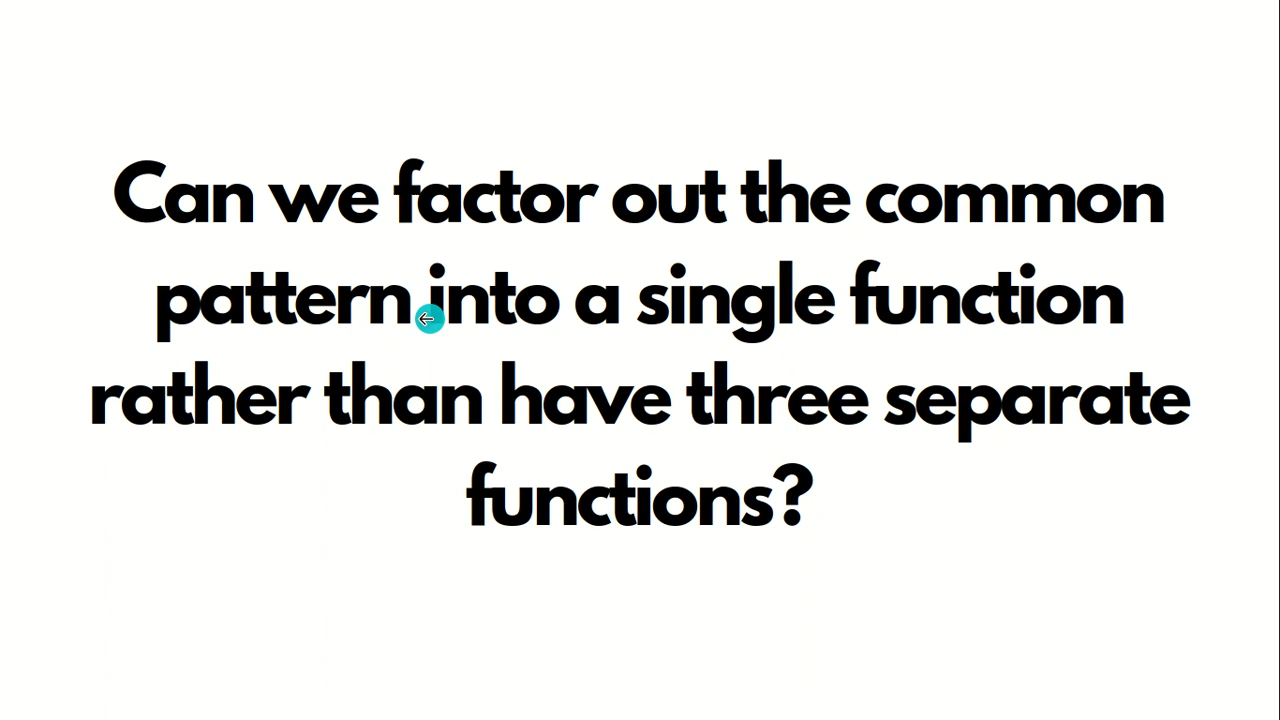 Can we factor out the common
pattern into a single function
rather than have three separate
functions?